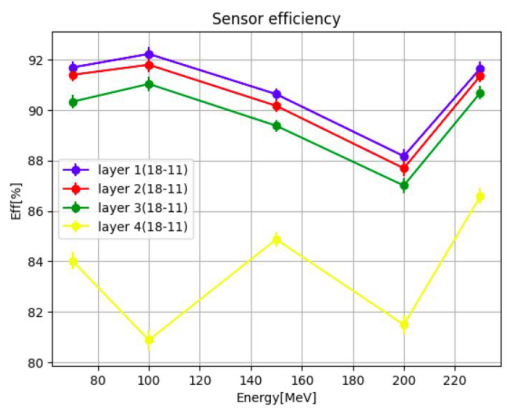 Sensor efficiency
Eff[%]
92
90
88
86
84
82
80
layer 1(18-11)
layer 2(18-11)
layer 3(18-11)
layer 4(18-11)
80 100 120 140 160 180 200 220
Energy[MeV]